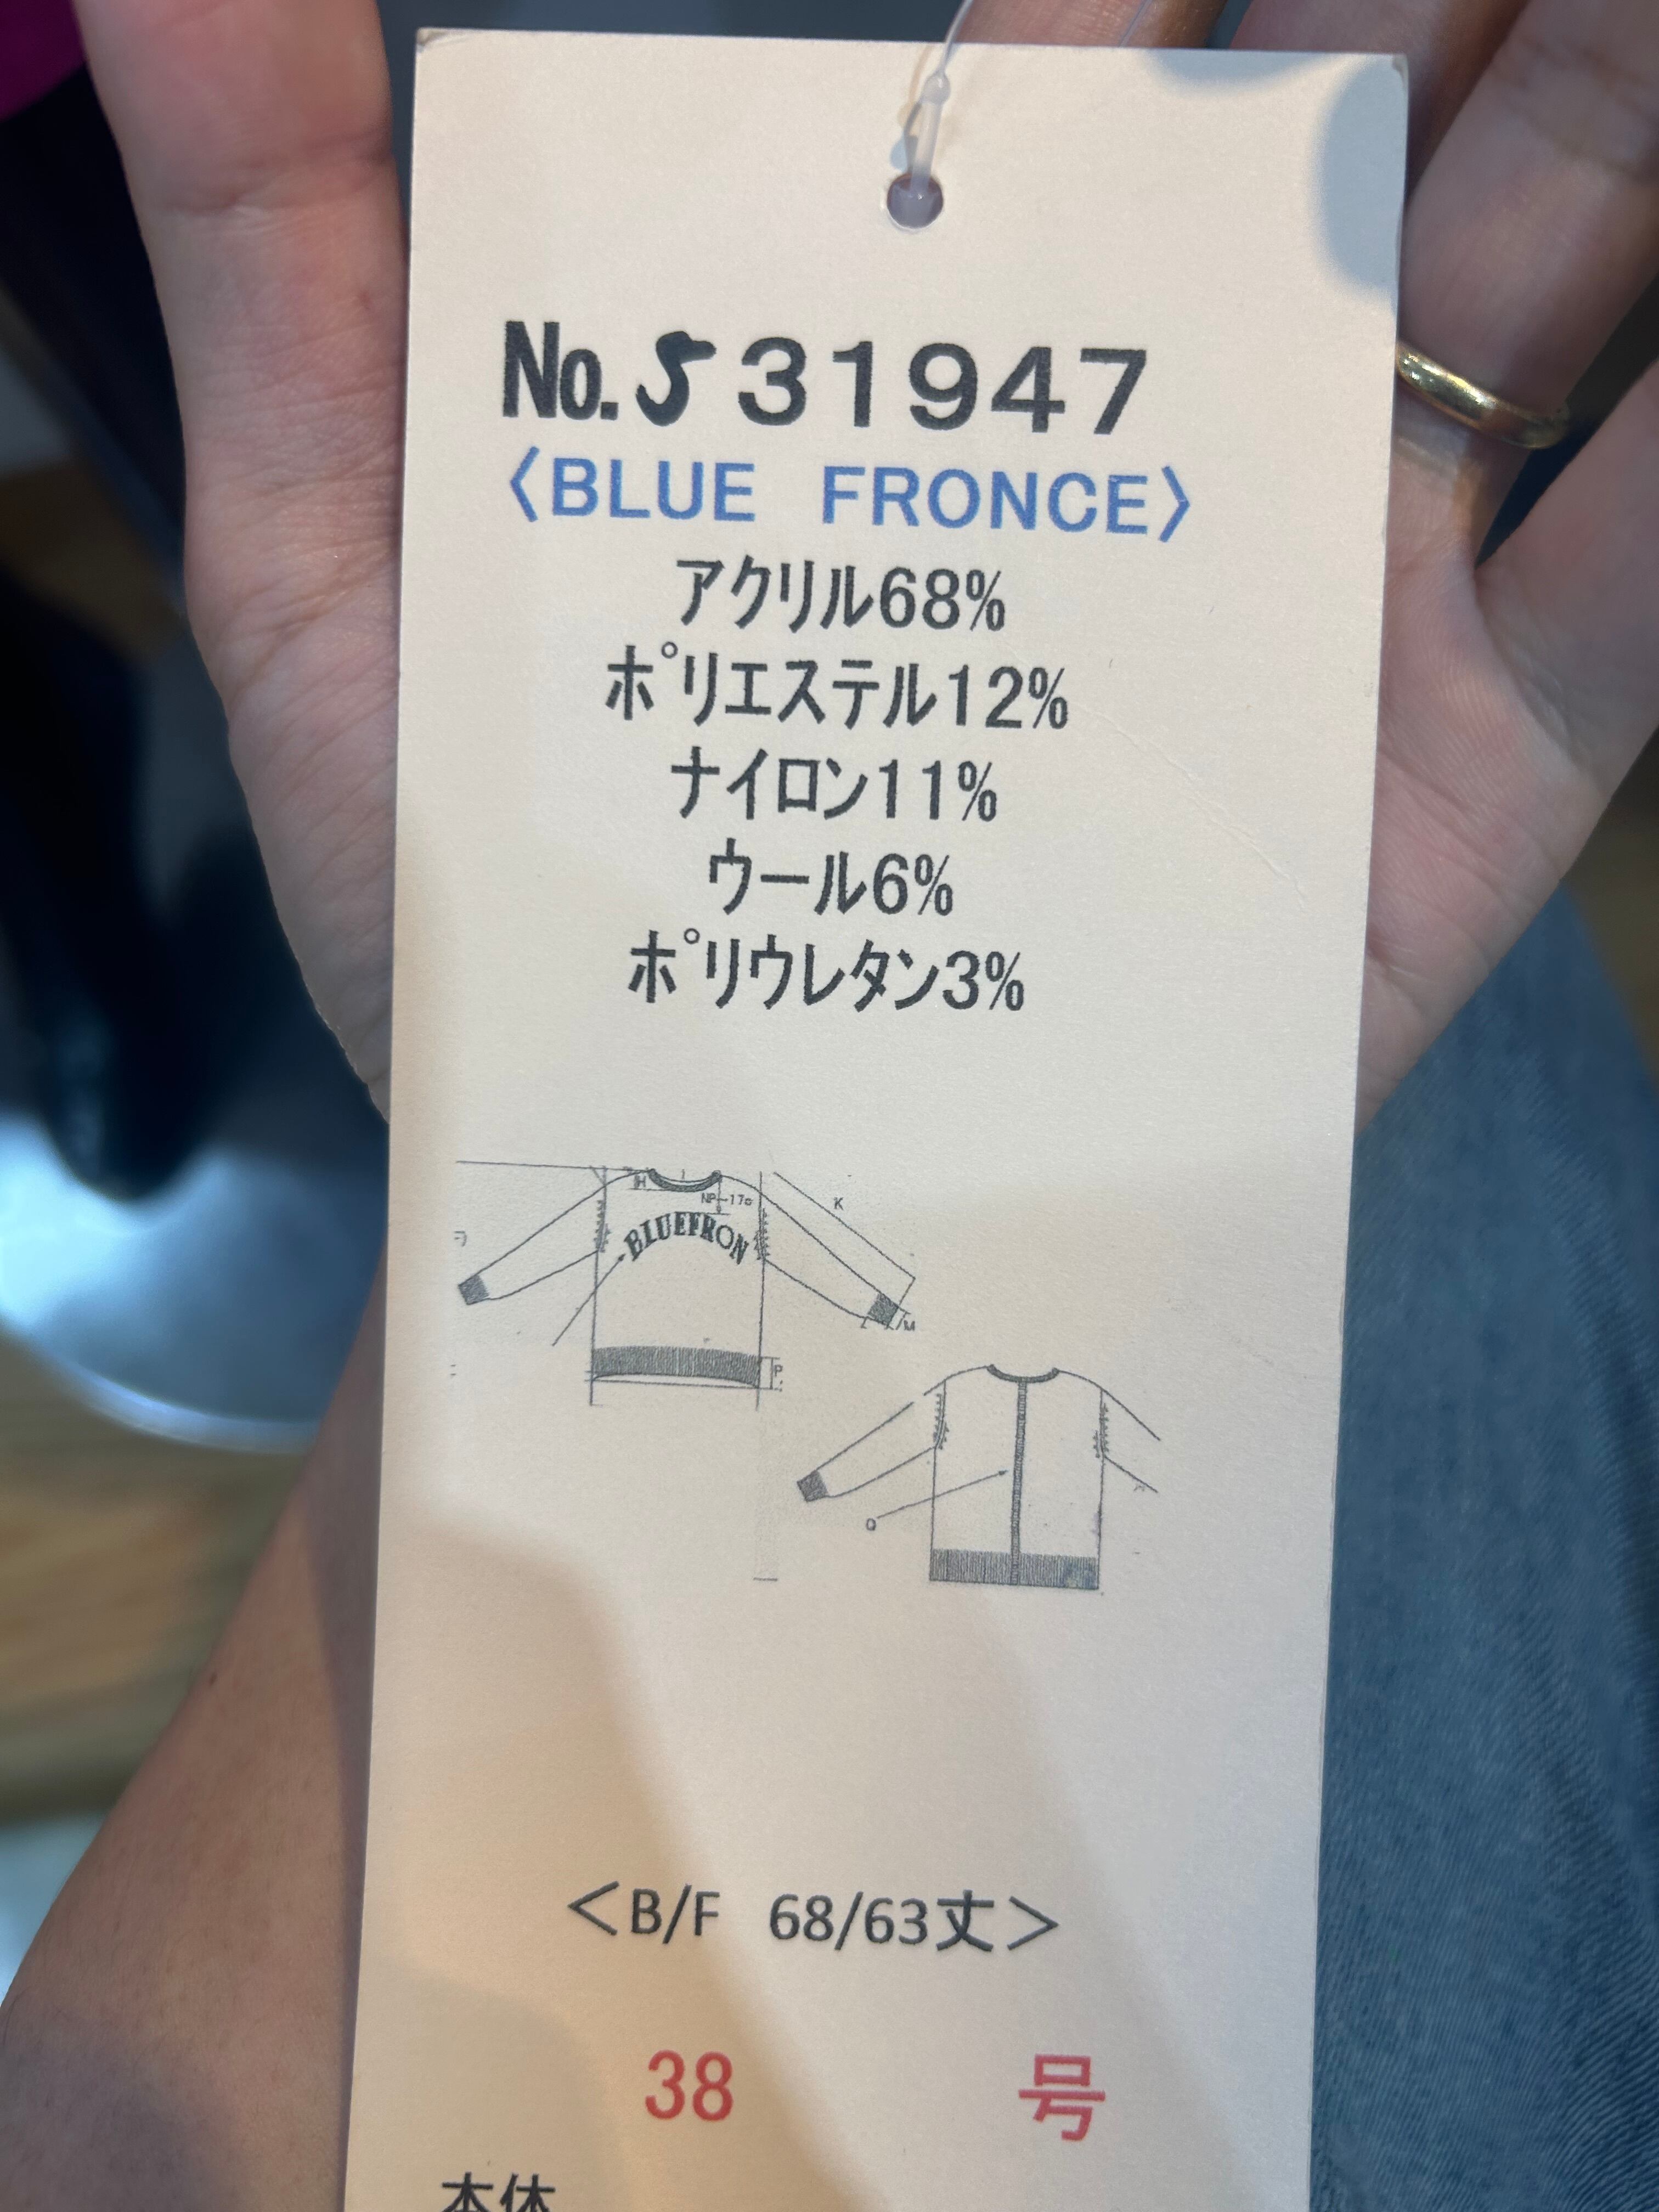 No.531947
〈BLUE FRONCE〉
アクリル68%
ポリエステル12%
ナイロン11%
ウール6%
ポリウレタン3%
H
K
BLUEFRON
M
P
Q
＜B/F 68/63丈＞
38 号
本体